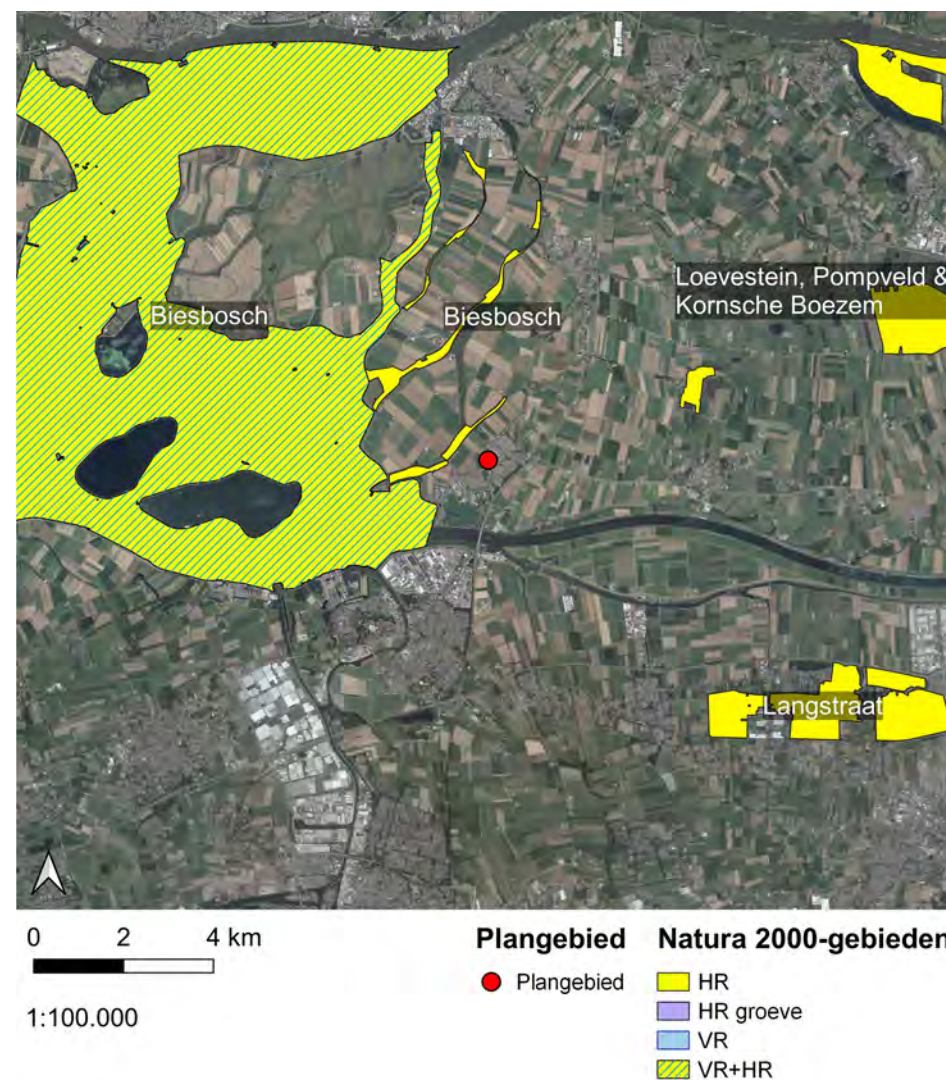 Loevestein, Pompveld &
Kornsche Boezem
Biesbosch
Biesbosch
Langstraat
0 2 4 km
1:100.000
Plangebied
Plangebied
Natura 2000-gebieden
HR
HR groeve
VR
VR+HR